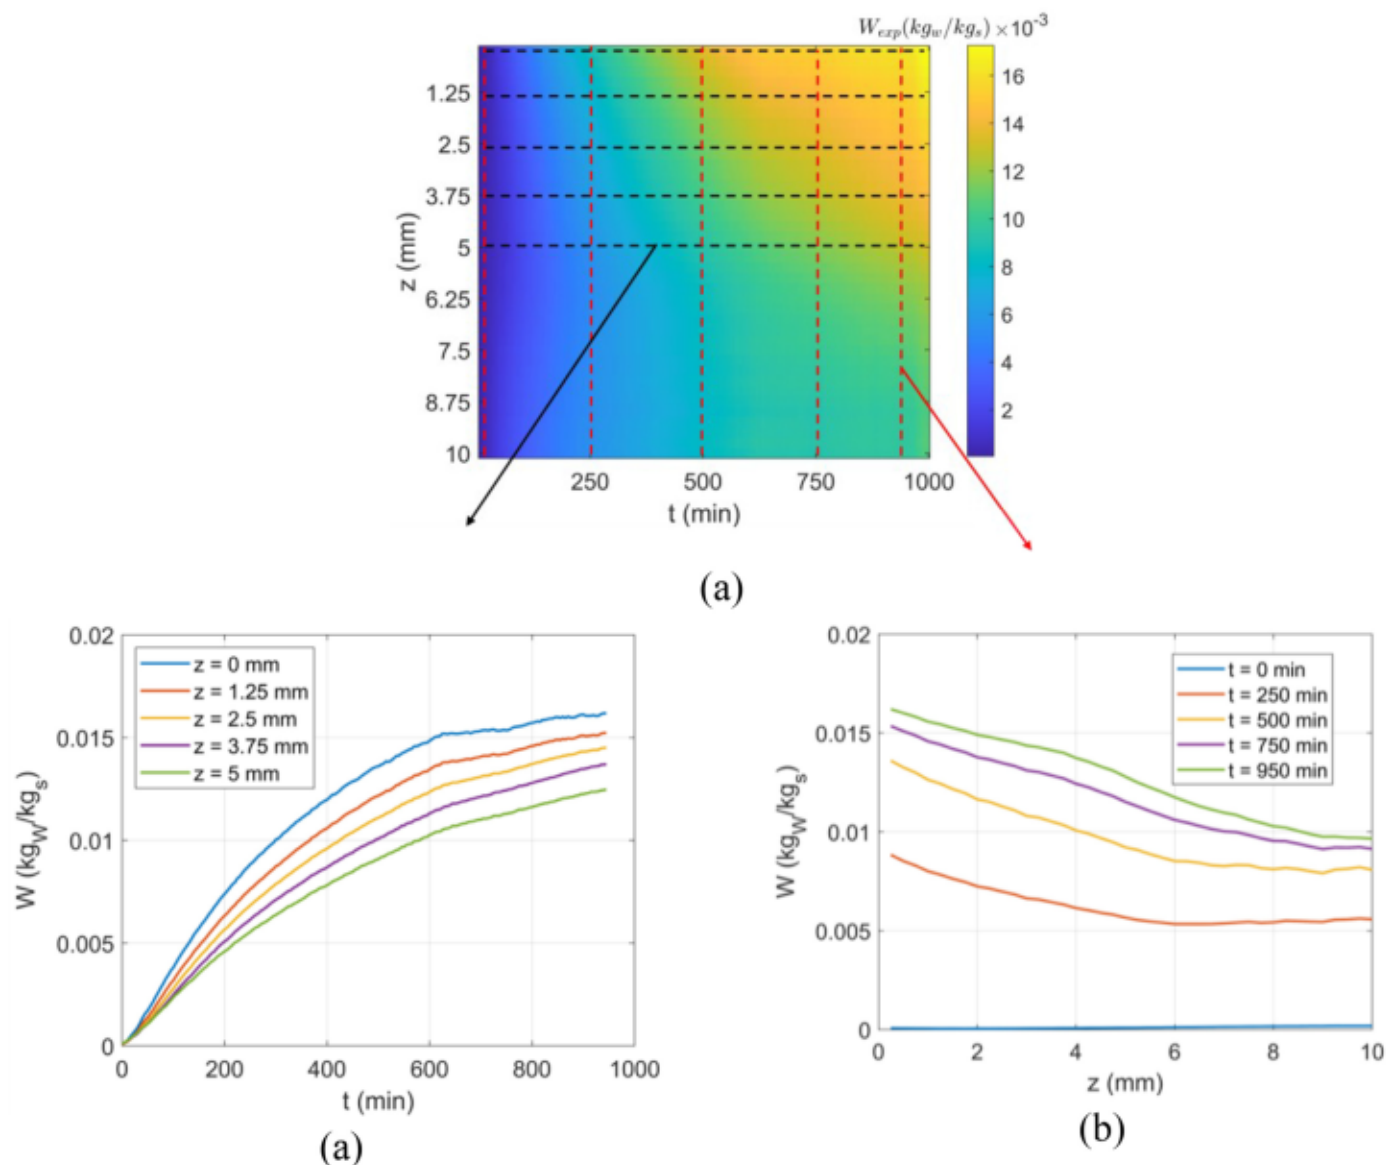 W_exp(kg_w/kg_s) ×10^-3
1.25
2.5
3.75
5
6.25
7.5
8.75
10
z (mm)
250 500 750 1000
t (min)
16
14
12
10
8
6
4
2
(a)
0.02
0.015
0.01
0.005
0
W (kg_W/kg_s)
z = 0 mm
z = 1.25 mm
z = 2.5 mm
z = 3.75 mm
z = 5 mm
0 200 400 600 800 1000
t (min)
(a)
0.02
0.015
0.01
0.005
0
W (kg_W/kg_s)
t = 0 min
t = 250 min
t = 500 min
t = 750 min
t = 950 min
0 2 4 6 8 10
z (mm)
(b)